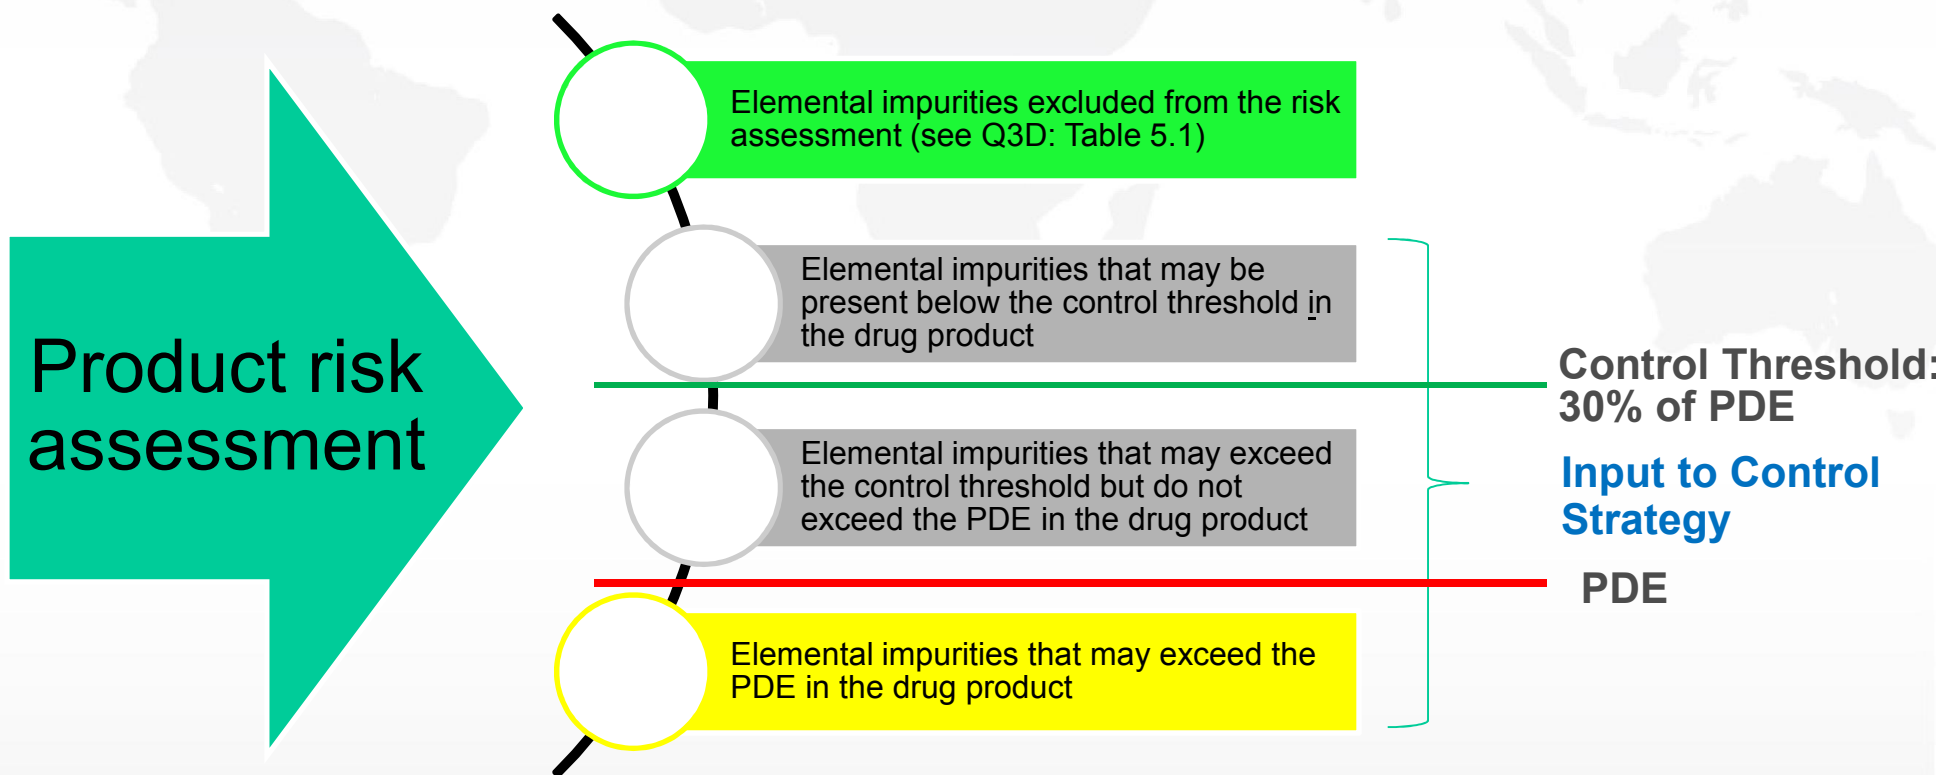 Product risk
assessment
Elemental impurities excluded from the risk
assessment (see Q3D: Table 5.1)
Elemental impurities that may be
present below the control threshold in
the drug product
Elemental impurities that may exceed
the control threshold but do not
exceed the PDE in the drug product
Elemental impurities that may exceed the
PDE in the drug product
Control Threshold:
30% of PDE
Input to Control
Strategy
PDE